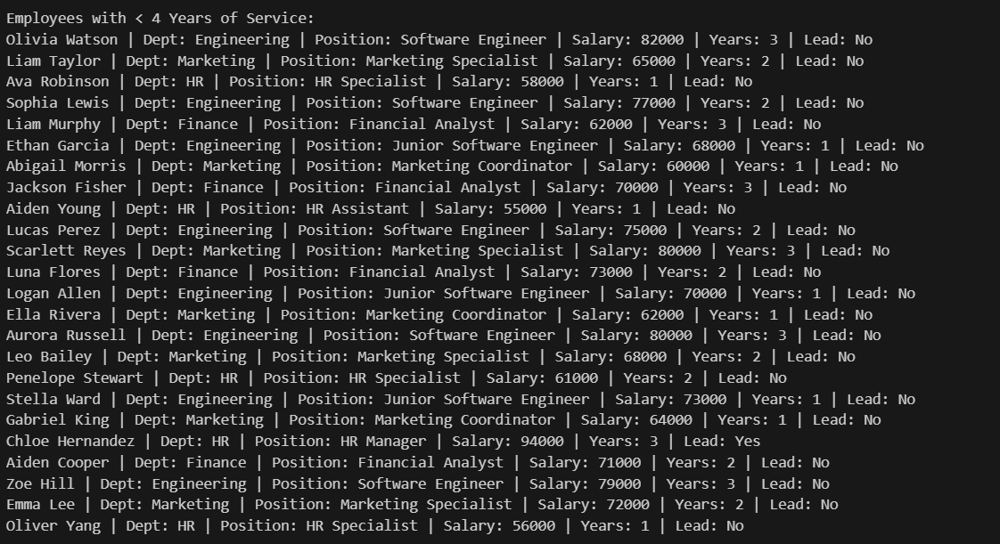 Employees with < 4 Years of Service:
Olivia Watson | Dept: Engineering | Position: Software Engineer | Salary: 82000 | Years: 3 | Lead: No
Liam Taylor | Dept: Marketing | Position: Marketing Specialist | Salary: 65000 | Years: 2 | Lead: No
Ava Robinson | Dept: HR | Position: HR Specialist | Salary: 58000 | Years: 1 | Lead: No
Sophia Lewis | Dept: Engineering | Position: Software Engineer | Salary: 77000 | Years: 2 | Lead: No
Liam Murphy | Dept: Finance | Position: Financial Analyst | Salary: 62000 | Years: 3 | Lead: No
Ethan Garcia | Dept: Engineering | Position: Junior Software Engineer | Salary: 68000 | Years: 1 | Lead: No
Abigail Morris | Dept: Marketing | Position: Marketing Coordinator | Salary: 60000 | Years: 1 | Lead: No
Jackson Fisher | Dept: Finance | Position: Financial Analyst | Salary: 70000 | Years: 3 | Lead: No
Aiden Young | Dept: HR | Position: HR Assistant | Salary: 55000 | Years: 1 | Lead: No
Lucas Perez | Dept: Engineering | Position: Software Engineer | Salary: 75000 | Years: 2 | Lead: No
Scarlett Reyes | Dept: Marketing | Position: Marketing Specialist | Salary: 80000 | Years: 3 | Lead: No
Luna Flores | Dept: Finance | Position: Financial Analyst | Salary: 73000 | Years: 2 | Lead: No
Logan Allen | Dept: Engineering | Position: Junior Software Engineer | Salary: 70000 | Years: 1 | Lead: No
Ella Rivera | Dept: Marketing | Position: Marketing Coordinator | Salary: 62000 | Years: 1 | Lead: No
Aurora Russell | Dept: Engineering | Position: Software Engineer | Salary: 80000 | Years: 3 | Lead: No
Leo Bailey | Dept: Marketing | Position: Marketing Specialist | Salary: 68000 | Years: 2 | Lead: No
Penelope Stewart | Dept: HR | Position: HR Specialist | Salary: 61000 | Years: 2 | Lead: No
Stella Ward | Dept: Engineering | Position: Junior Software Engineer | Salary: 73000 | Years: 1 | Lead: No
Gabriel King | Dept: Marketing | Position: Marketing Coordinator | Salary: 64000 | Years: 1 | Lead: No
Chloe Hernandez | Dept: HR | Position: HR Manager | Salary: 94000 | Years: 3 | Lead: Yes
Aiden Cooper | Dept: Finance | Position: Financial Analyst | Salary: 71000 | Years: 2 | Lead: No
Zoe Hill | Dept: Engineering | Position: Software Engineer | Salary: 79000 | Years: 3 | Lead: No
Emma Lee | Dept: Marketing | Position: Marketing Specialist | Salary: 72000 | Years: 2 | Lead: No
Oliver Yang | Dept: HR | Position: HR Specialist | Salary: 56000 | Years: 1 | Lead: No